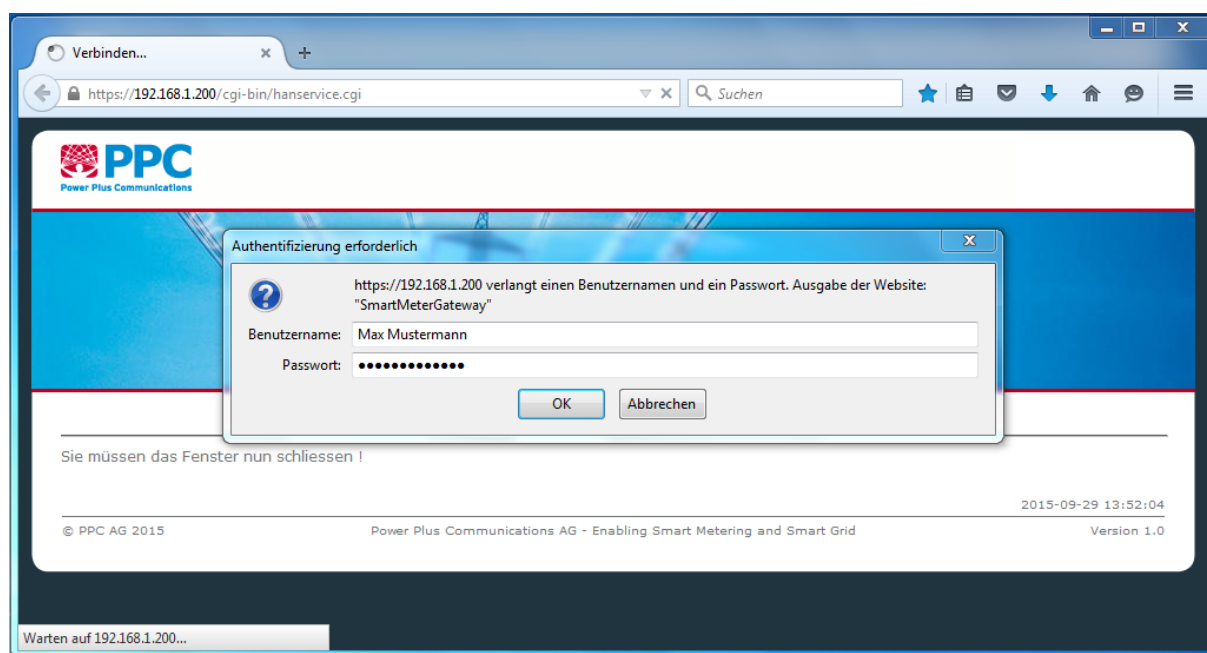 Verbinden...
https://192.168.1.200/cgi-bin/hanservice.cgi
Suchen
PPC
Power Plus Communications
Authentifizierung erforderlich
https://192.168.1.200 verlangt einen Benutzernamen und ein Passwort. Ausgabe der Website:
"SmartMeterGateway"
Benutzername: Max Mustermann
Passwort: •••••••••••••
OK Abbrechen
Sie müssen das Fenster nun schliessen !
2015-09-29 13:52:04
© PPC AG 2015 Power Plus Communications AG - Enabling Smart Metering and Smart Grid Version 1.0
Warten auf 192.168.1.200...